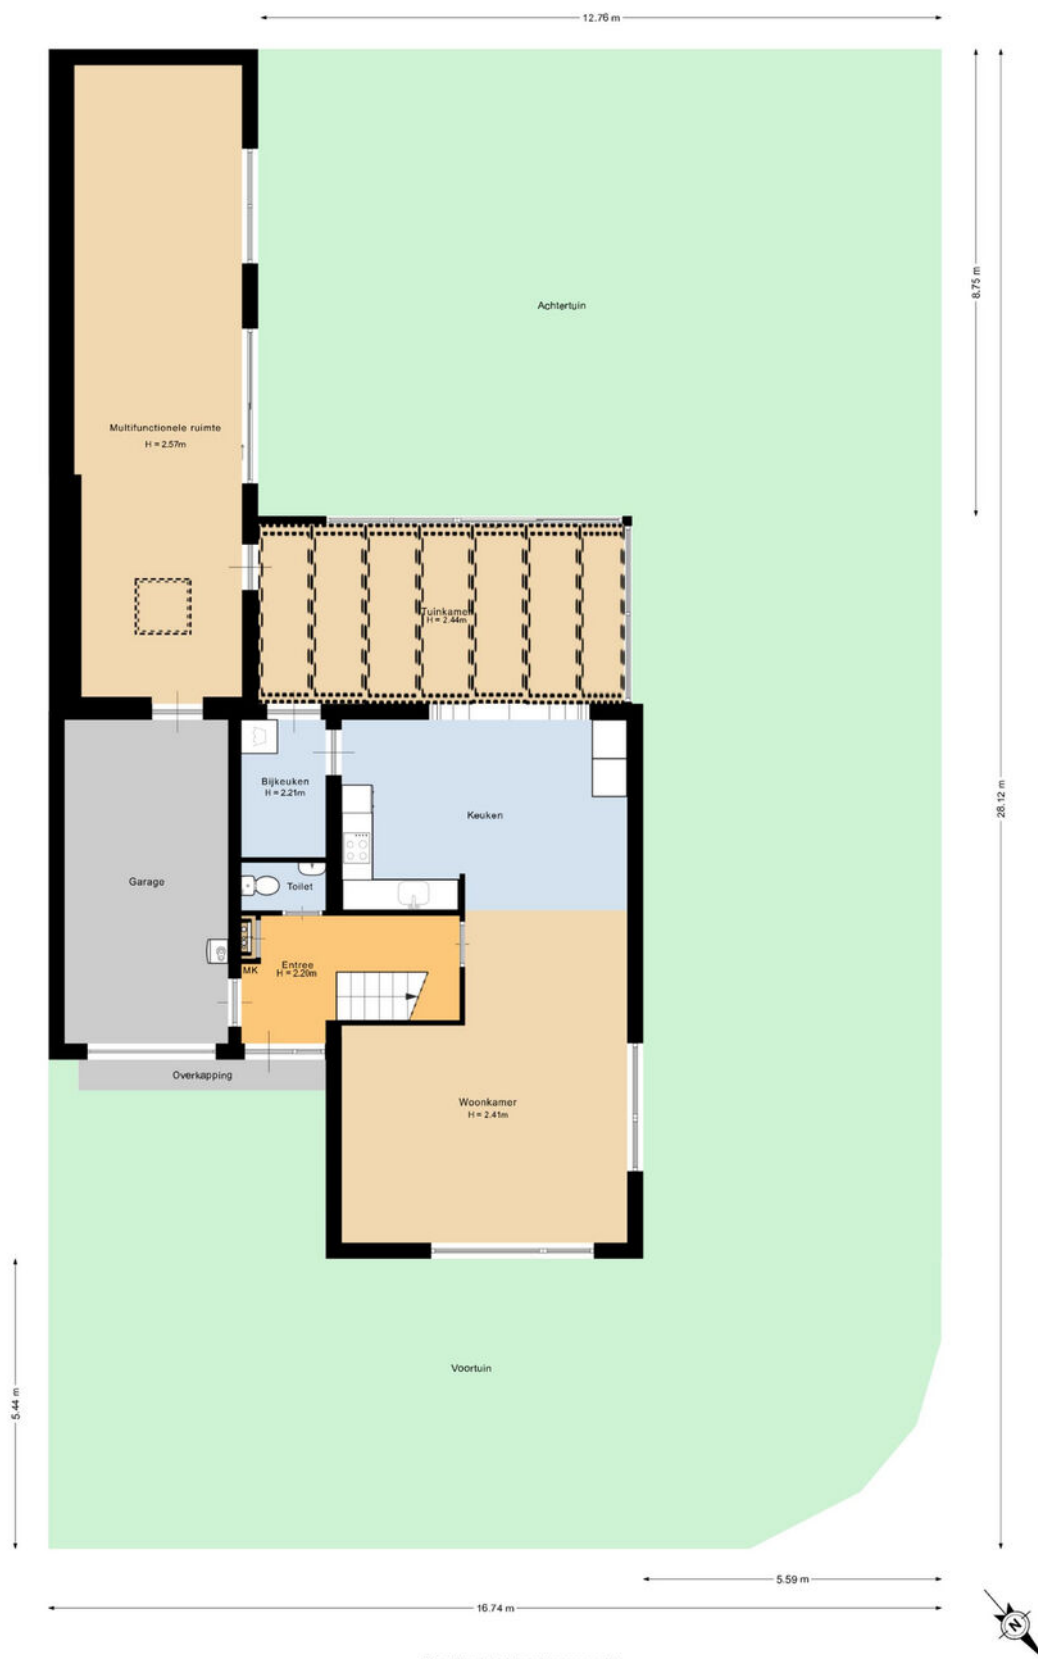 12.76 m
8.75 m
Achtertuin
Multifunctionele ruimte
H = 2.57m
Tuinkamer
H = 2.44m
Bijkeuken
H = 2.21m
Keuken
28.12 m
Garage
Toilet
MK
Entree
H = 2.20m
Overkapping
Woonkamer
H = 2.41m
Voortuin
5.44 m
5.59 m
16.74 m
N